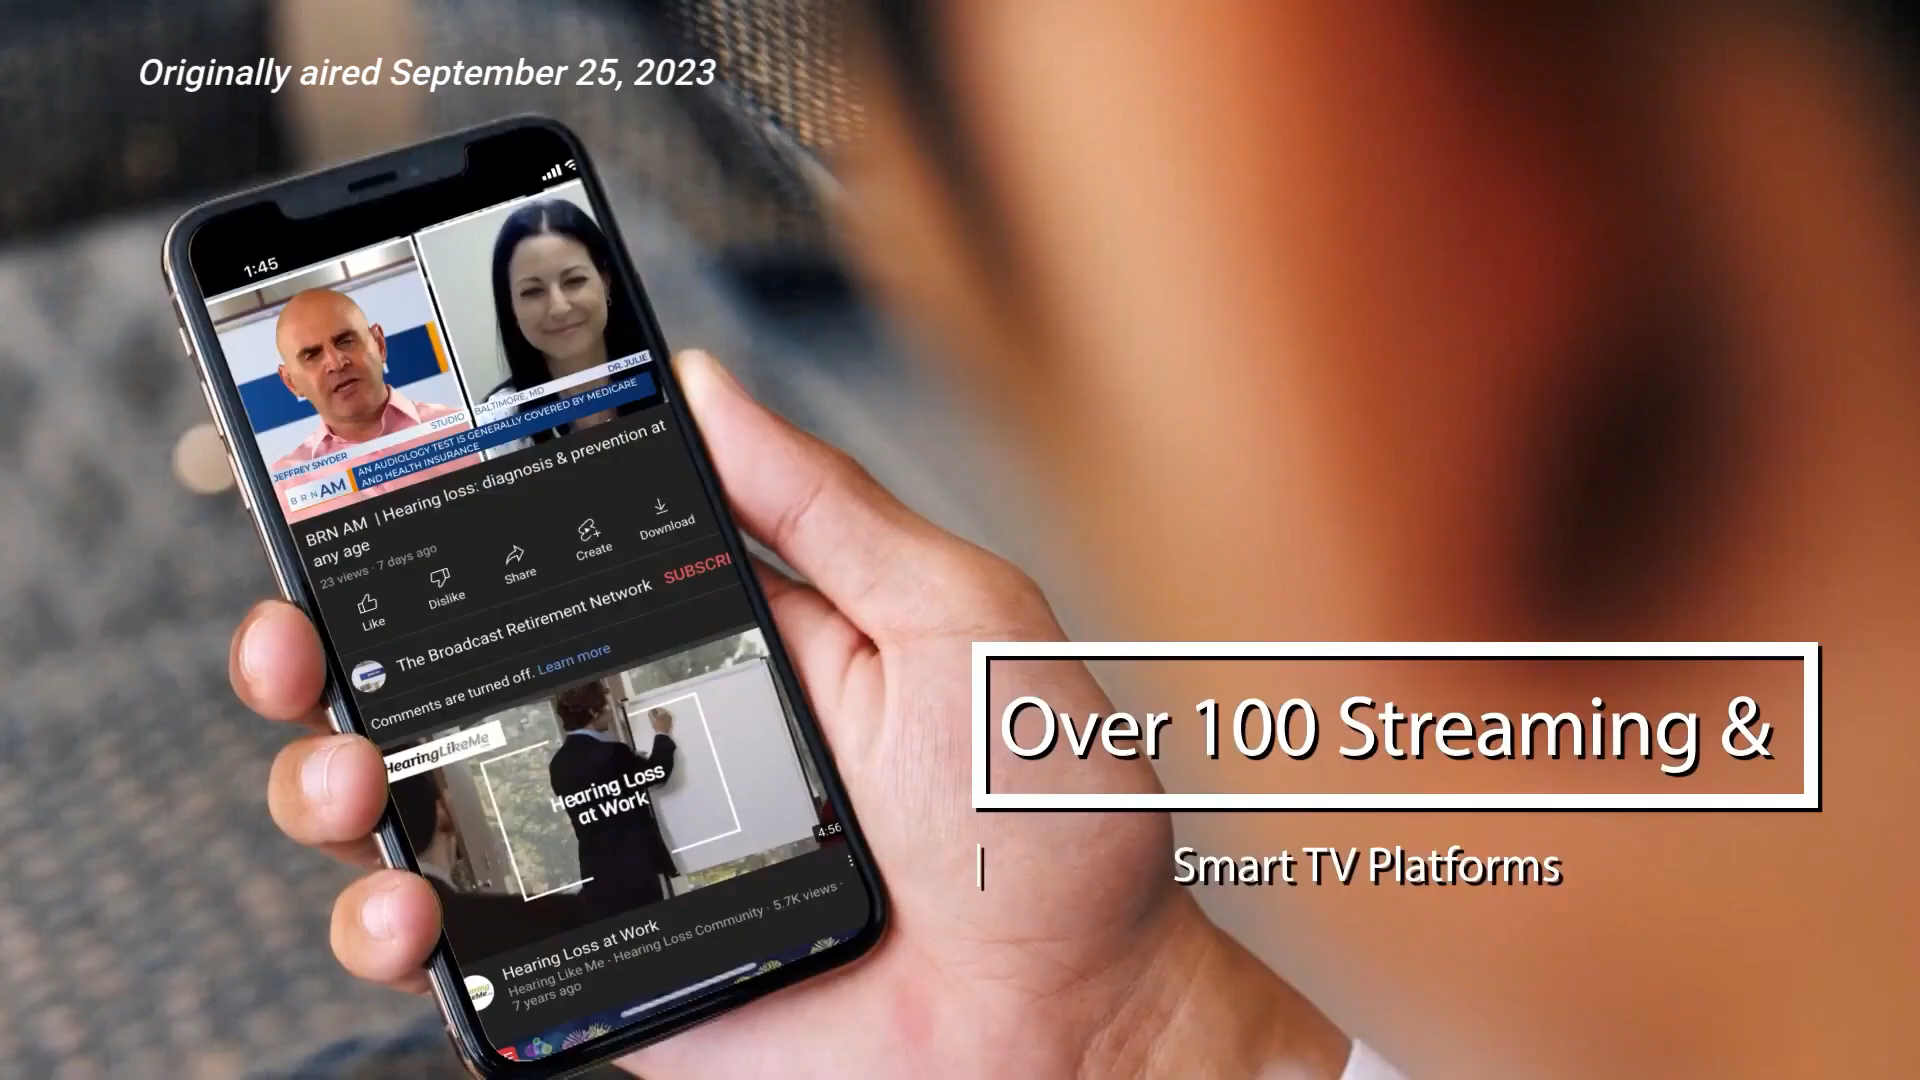 Originally aired September 25, 2023
1:45
STUDIO
JEFFREY SNYDER
BALTIMORE, MD
DR. JULIE
BRN AM
AN AUDIOLOGY TEST IS GENERALLY COVERED BY MEDICARE
AND HEALTH INSURANCE
BRN AM | Hearing loss: diagnosis & prevention at
any age
23 views · 7 days ago
Like
Dislike
Share
Create
Download
The Broadcast Retirement Network
SUBSCRI
Comments are turned off. Learn more
HearingLikeMe
Hearing Loss
at Work
4:56
Hearing Loss at Work
Hearing Like Me · Hearing Loss Community · 5.7K views ·
7 years ago
Over 100 Streaming &
| Smart TV Platforms